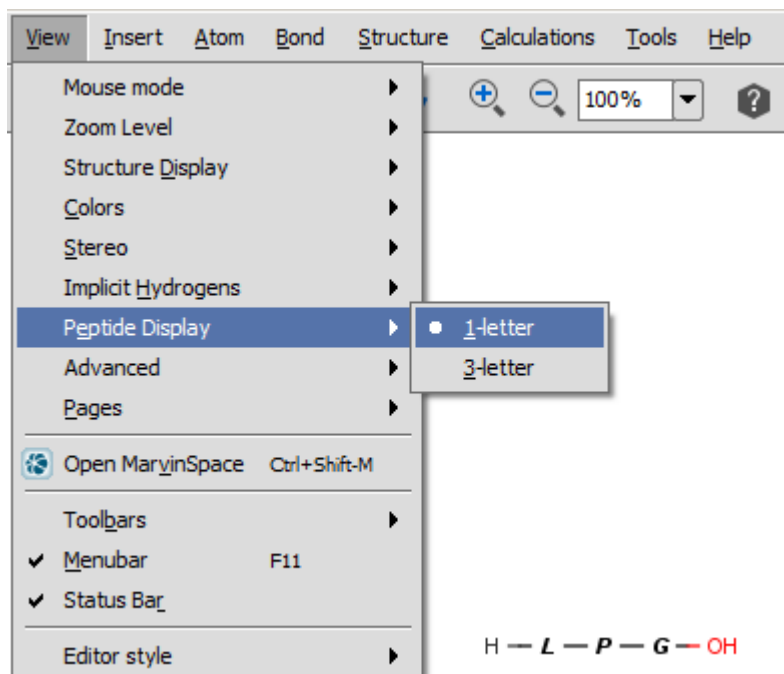 View Insert Atom Bond Structure Calculations Tools Help
100%
Mouse mode
Zoom Level
Structure Display
Colors
Stereo
Implicit Hydrogens
Peptide Display
1-letter
Advanced
3-letter
Pages
Open MarvinSpace Ctrl+Shift-M
Toolbars
Menubar F11
Status Bar
Editor style
H — L — P — G — OH